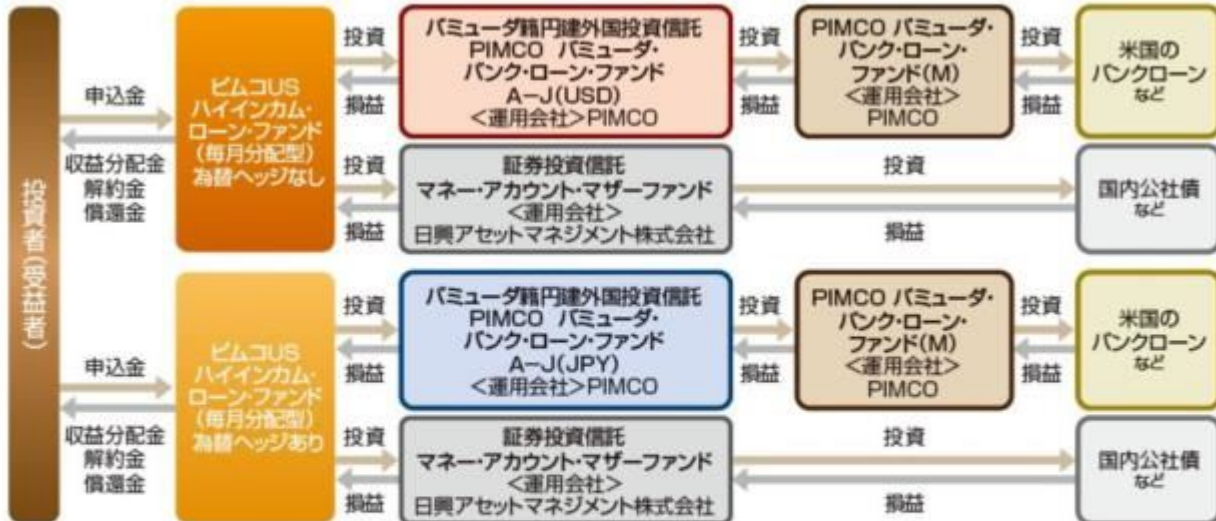 投資者（受益者）
申込金
収益分配金
解約金
償還金
ピムコUS
ハイインカム・
ローン・ファンド
（毎月分配型）
為替ヘッジなし
投資
損益
バミューダ籍円建外国投資信託
PIMCO バミューダ・
バンク・ローン・ファンド
A−J(USD)
＜運用会社＞PIMCO
投資
損益
PIMCO バミューダ・
バンク・ローン・
ファンド(M)
＜運用会社＞
PIMCO
投資
損益
米国の
バンクローン
など
投資
損益
証券投資信託
マネー・アカウント・マザーファンド
＜運用会社＞
日興アセットマネジメント株式会社
投資
損益
国内公社債
など
申込金
収益分配金
解約金
償還金
ピムコUS
ハイインカム・
ローン・ファンド
（毎月分配型）
為替ヘッジあり
投資
損益
バミューダ籍円建外国投資信託
PIMCO バミューダ・
バンク・ローン・ファンド
A−J(JPY)
＜運用会社＞PIMCO
投資
損益
PIMCO バミューダ・
バンク・ローン・
ファンド(M)
＜運用会社＞
PIMCO
投資
損益
米国の
バンクローン
など
投資
損益
証券投資信託
マネー・アカウント・マザーファンド
＜運用会社＞
日興アセットマネジメント株式会社
投資
損益
国内公社債
など